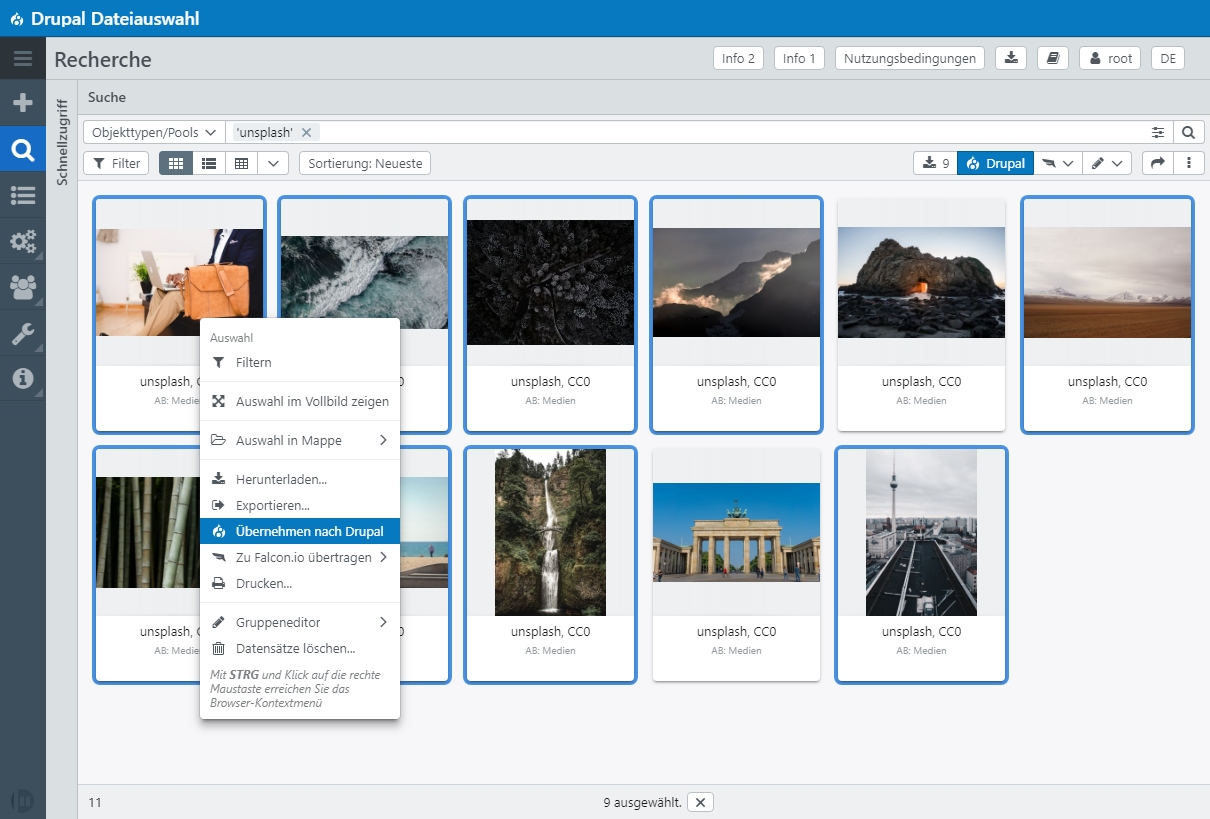 Drupal Dateiauswahl
Recherche
Info 2
Info 1
Nutzungsbedingungen
root
DE
Schnellzugriff
Suche
Objekttypen/Pools
'unsplash'
Filter
Sortierung: Neueste
9
Drupal
unsplash,
AB:
unsplash, CC0
AB: Medien
unsplash, CC0
AB: Medien
unsplash, CC0
AB: Medien
unsplash, CC0
AB: Medien
Auswahl
Filtern
Auswahl im Vollbild zeigen
Auswahl in Mappe
Herunterladen...
Exportieren...
Übernehmen nach Drupal
Zu Falcon.io übertragen
Drucken...
Gruppeneditor
Datensätze löschen...
Mit STRG und Klick auf die rechte
Maustaste erreichen Sie das
Browser-Kontextmenü
unsplash,
AB:
unsplash, CC0
AB: Medien
unsplash, CC0
AB: Medien
unsplash, CC0
AB: Medien
11
9 ausgewählt.